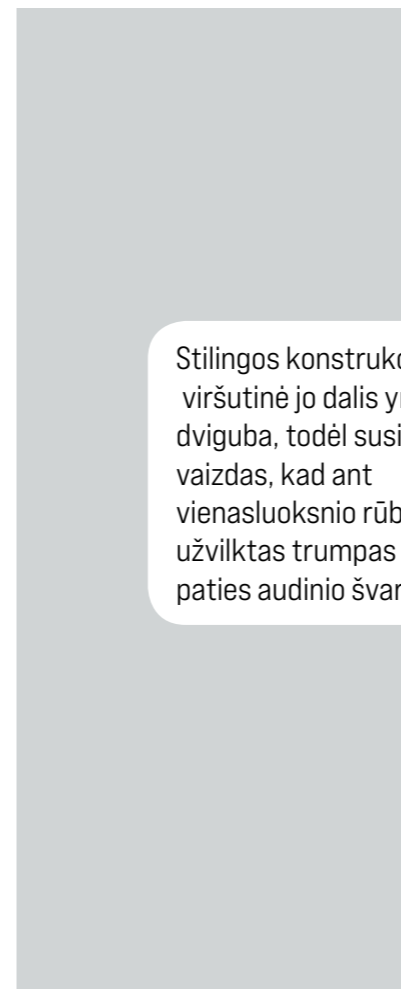 Stilingos
viršutinė jo dalis
dviguba, todėl
vaizdas, kad ant
vienasluoksnio
užvilktas trumpas
paties audinio